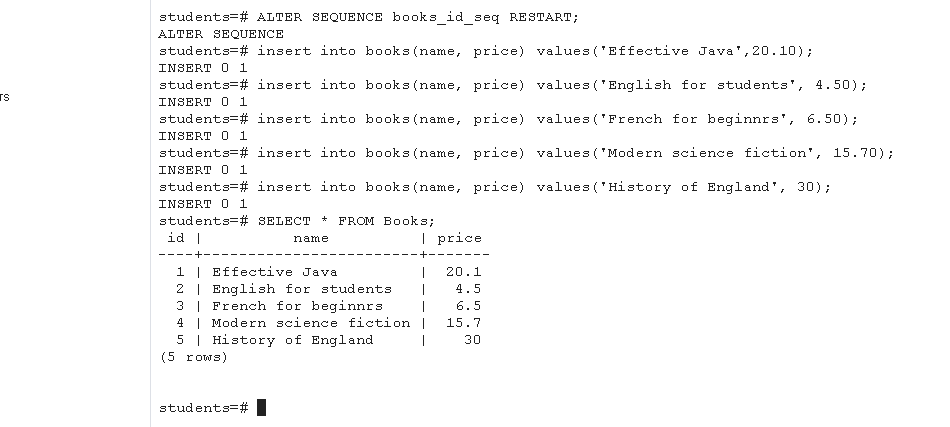 students=# ALTER SEQUENCE books_id_seq RESTART;
ALTER SEQUENCE
students=# insert into books(name, price) values('Effective Java',20.10);
INSERT 0 1
students=# insert into books(name, price) values('English for students', 4.50);
INSERT 0 1
rs
students=# insert into books(name, price) values('French for beginnrs', 6.50);
INSERT 0 1
students=# insert into books(name, price) values('Modern science fiction', 15.70);
INSERT 0 1
students=# insert into books(name, price) values('History of England', 30);
INSERT 0 1
students=# SELECT * FROM Books;
 id |          name          | price
----+------------------------+-------
  1 | Effective Java         |  20.1
  2 | English for students   |   4.5
  3 | French for beginnrs    |   6.5
  4 | Modern science fiction |  15.7
  5 | History of England     |    30
(5 rows)
students=#